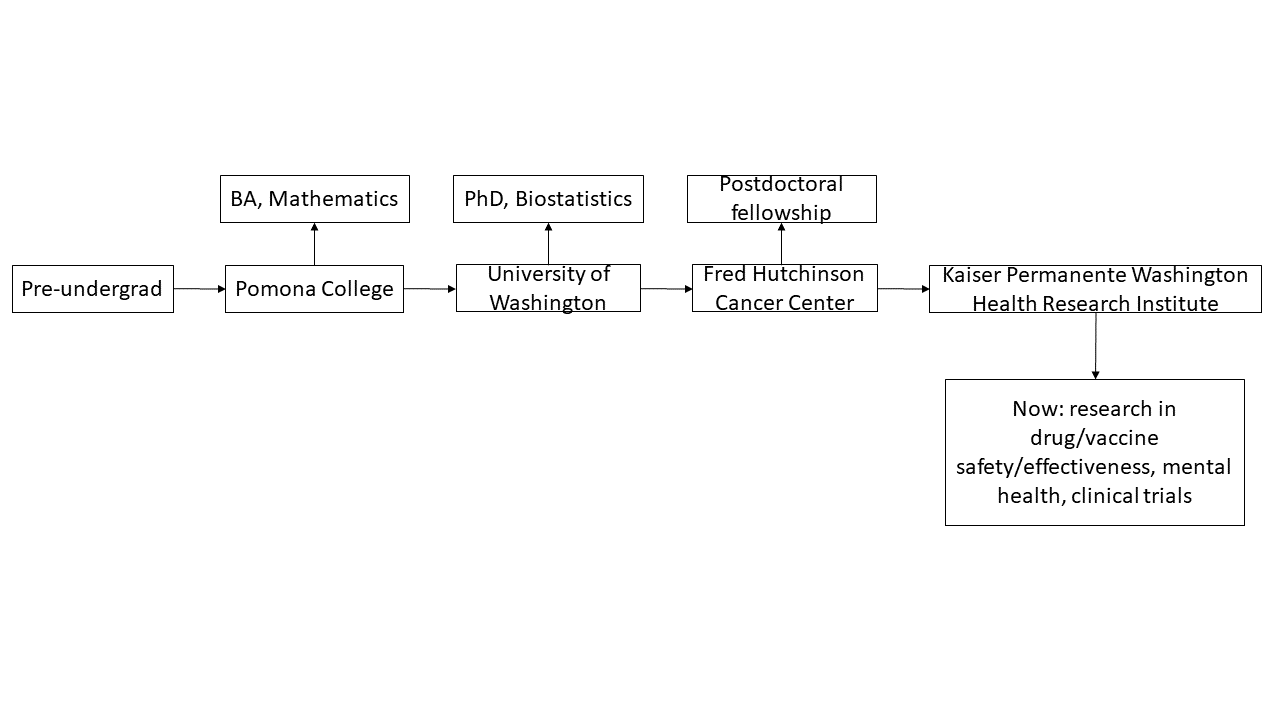 BA, Mathematics
PhD, Biostatistics
Postdoctoral
fellowship
Pre-undergrad
Pomona College
University of
Washington
Fred Hutchinson
Cancer Center
Kaiser Permanente Washington
Health Research Institute
Now: research in
drug/vaccine
safety/effectiveness, mental
health, clinical trials